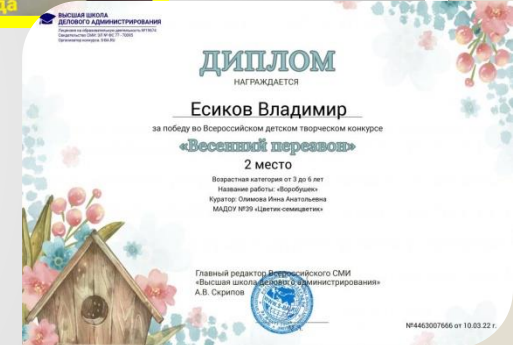 да
ВЫСШАЯ ШКОЛА
ДЕЛОВОГО АДМИНИСТРИРОВАНИЯ
ДИПЛОМ
НАГРАЖДАЕТСЯ
Есиков Владимир
за победу во Всероссийском детском творческом конкурсе
«Весенний перезвон»
2 место
Возрастная категория от 3 до 6 лет
Название работы: «Воробушек»
Куратор: Олимова Инна Анатольевна
МАДОУ №39 «Цветик-семицветик»
Главный редактор Всероссийского СМИ
«Высшая школа делового администрирования»
А.В. Скрипов
№4463007666 от 10.03.22 г.